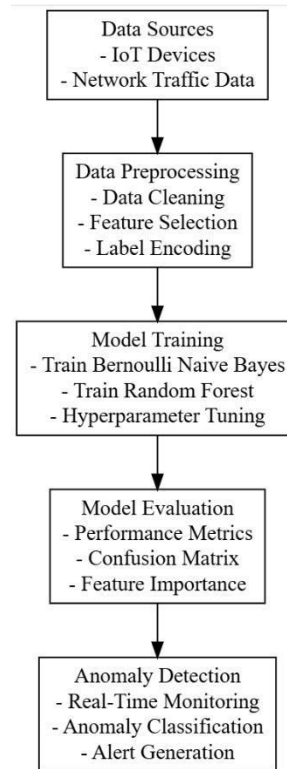 Data Sources
- IoT Devices
- Network Traffic Data
Data Preprocessing
- Data Cleaning
- Feature Selection
- Label Encoding
Model Training
- Train Bernoulli Naive Bayes
- Train Random Forest
- Hyperparameter Tuning
Model Evaluation
- Performance Metrics
- Confusion Matrix
- Feature Importance
Anomaly Detection
- Real-Time Monitoring
- Anomaly Classification
- Alert Generation